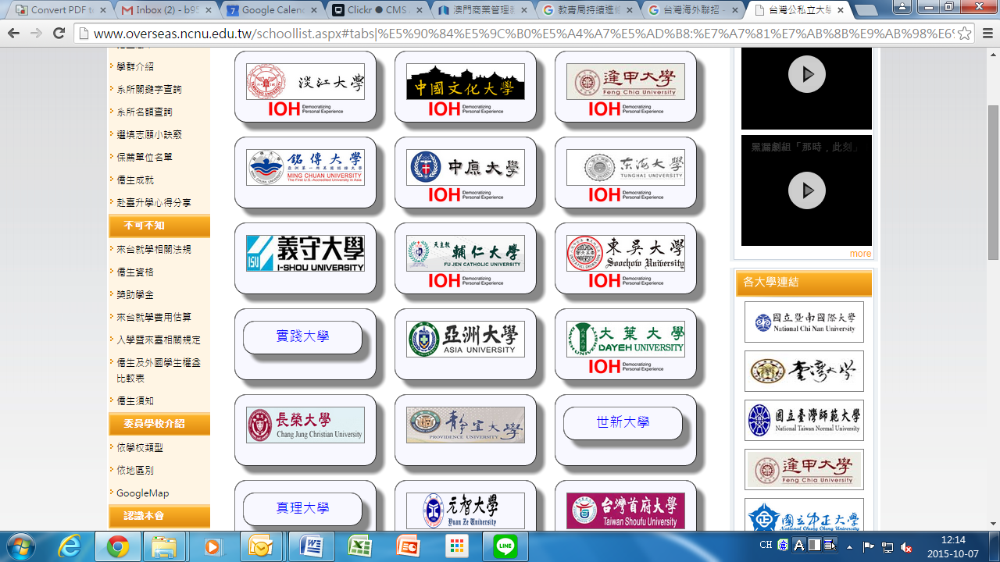 Convert PDF to
Inbox (2) - b95
Google Calend
Clickr ● CMS A
澳門商業管理
教青局持續進修
台灣海外聯招 -
台灣公私立大學
www.overseas.ncnu.edu.tw/schoollist.aspx#tabs|%E5%90%84%E5%9C%B0%E5%A4%A7%E5%AD%B8:%E7%A7%81%E7%AB%8B%E9%AB%98%E6%
學群介紹
系所關鍵字查詢
系所名額查詢
選填志願小訣竅
保薦單位名單
僑生成就
赴臺升學心得分享
不可不知
來台就學相關法規
僑生資格
獎助學金
來台就學費用估算
入學暨來臺相關規定
僑生及外國學生權益
比較表
僑生須知
委員學校介紹
依學校類型
依地區別
GoogleMap
認識本會
淡江大學
IOH Democratizing
Personal Experience
中國文化大學
IOH Democratizing
Personal Experience
逢甲大學
Feng Chia University
IOH Democratizing
Personal Experience
銘傳大學
亞洲第一所美國認證大學
MING CHUAN UNIVERSITY
The First U.S.-Accredited University in Asia
中原大學
IOH Democratizing
Personal Experience
东海大學
TUNGHAI UNIVERSITY
IOH Democratizing
Personal Experience
ISU
義守大學
I-SHOU UNIVERSITY
天主教 輔仁大學
FU JEN CATHOLIC UNIVERSITY
IOH Democratizing
Personal Experience
東吳大學
Soochow University
IOH Democratizing
Personal Experience
實踐大學
亞洲大學
ASIA UNIVERSITY
大葉大學
DAYEH UNIVERSITY
IOH Democratizing
Personal Experience
長榮大學
Chang Jung Christian University
靜宜大學
PROVIDENCE UNIVERSITY
世新大學
真理大學
元智大學
Yuan Ze University
台灣首府大學
Taiwan Shoufu University
黑漏劇組「那時，此刻」
more
各大學連結
國立暨南國際大學
National Chi Nan University
臺灣大學
國立臺灣師範大學
National Taiwan Normal University
逢甲大學
Feng Chia University
國立中正大學
National Chung Cheng University
CH
A
12:14
2015-10-07